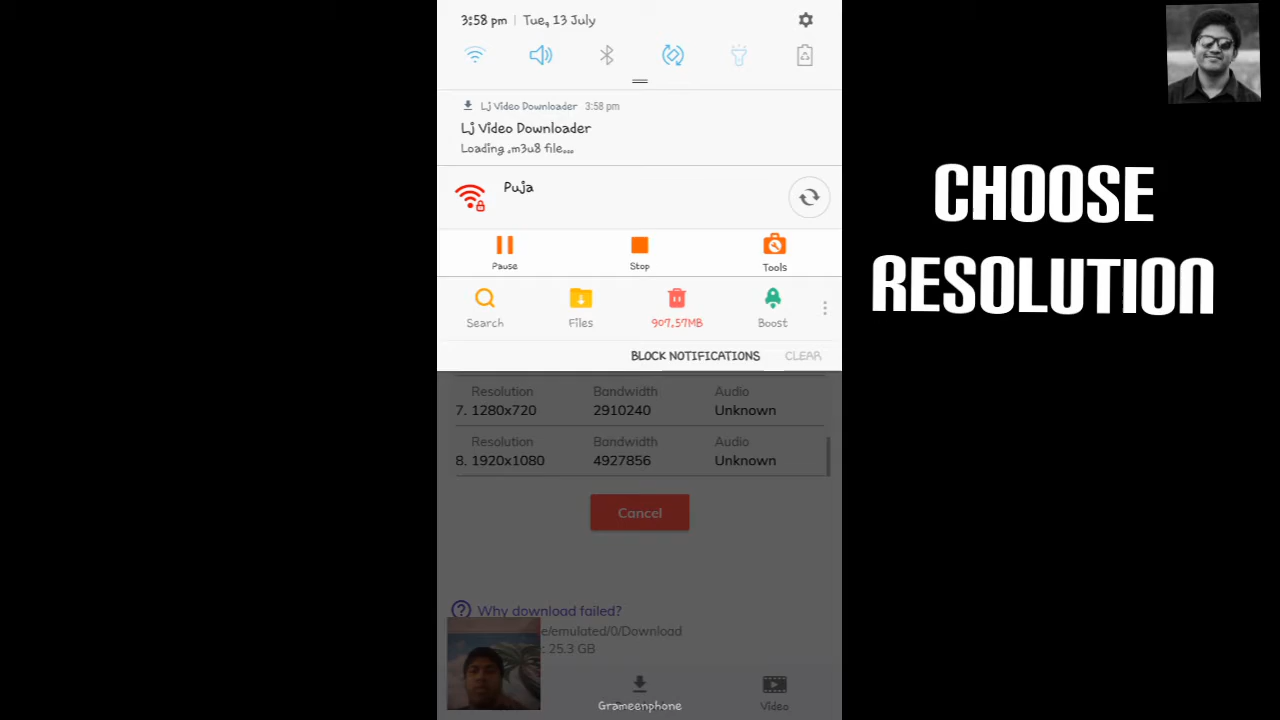 3:58 pm | Tue, 13 July
Lj Video Downloader 3:58 pm
Lj Video Downloader
Loading .m3u8 file...
Puja
Pause Stop Tools
Search Files 907,57MB Boost
BLOCK NOTIFICATIONS CLEAR
Resolution Bandwidth Audio
7. 1280x720 2910240 Unknown
Resolution Bandwidth Audio
8. 1920x1080 4927856 Unknown
Cancel
Why download failed?
e/emulated/0/Download
: 25.3 GB
Video
Grameenphone
CHOOSE
RESOLUTION